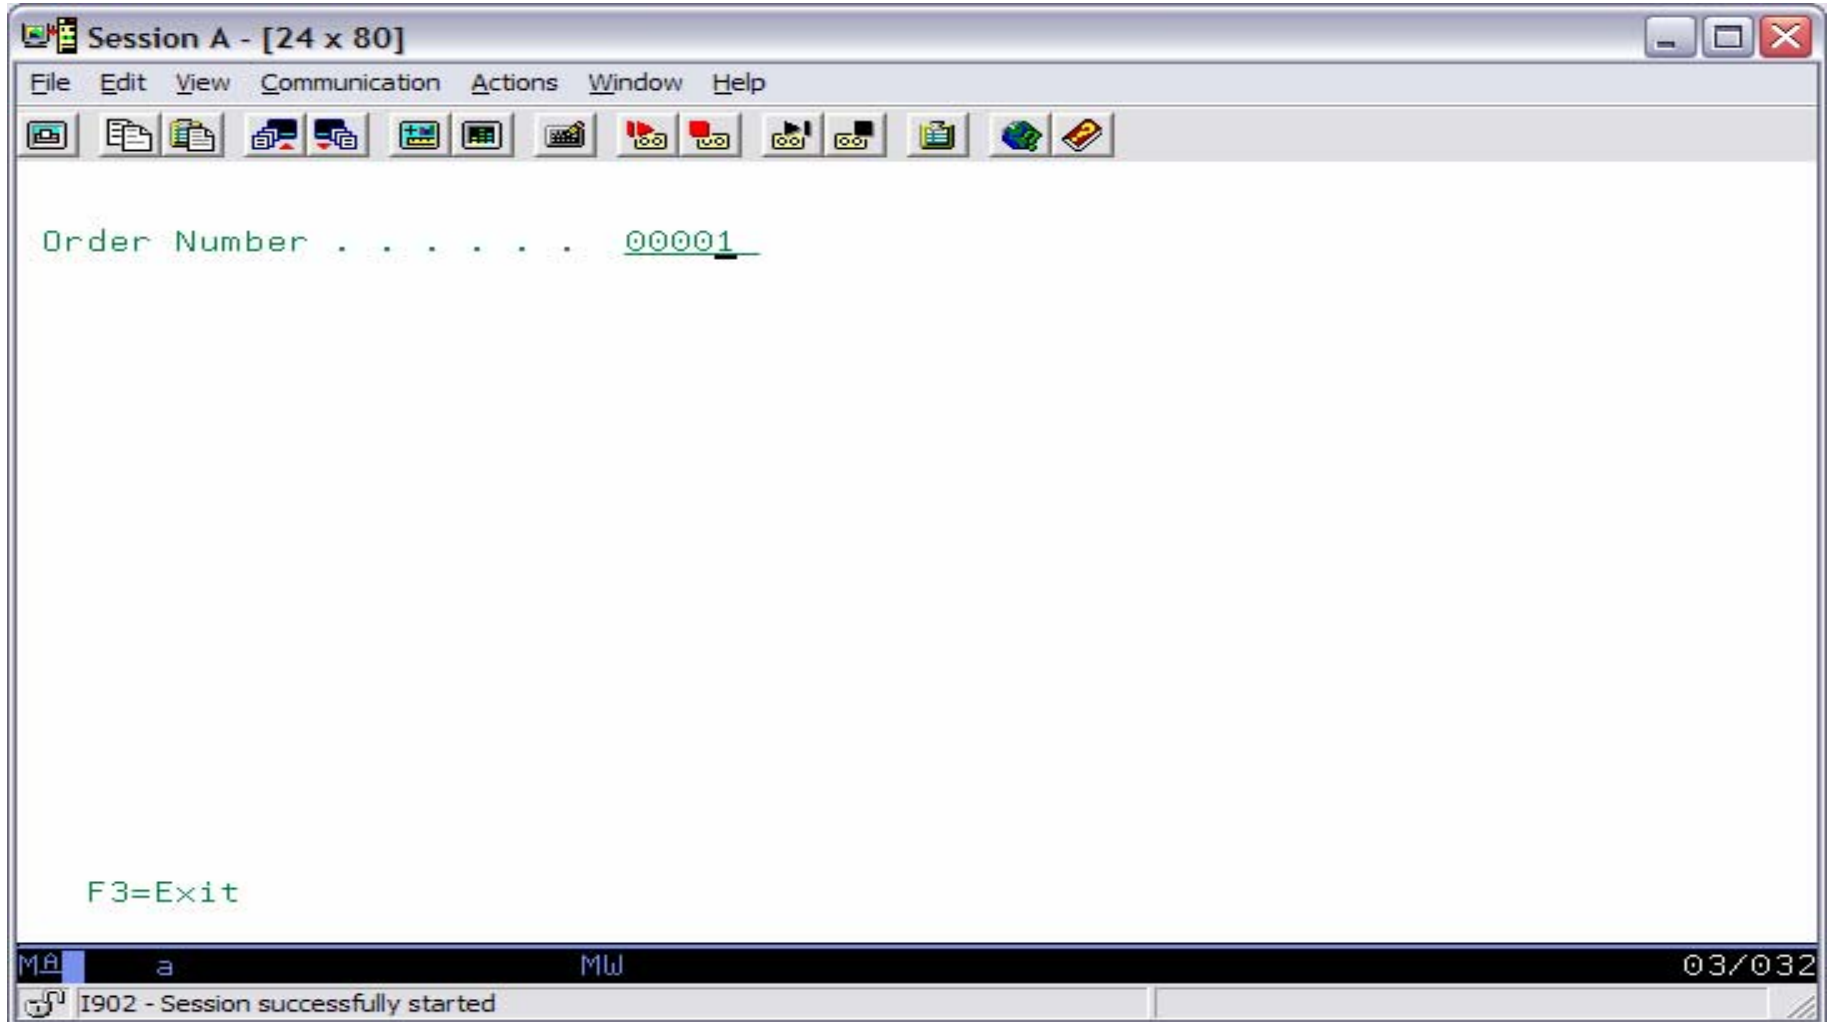 Session A - [24 x 80]
File Edit View Communication Actions Window Help
Order Number . . . . . . 00001
F3=Exit
MA a MW 03/032
I902 - Session successfully started